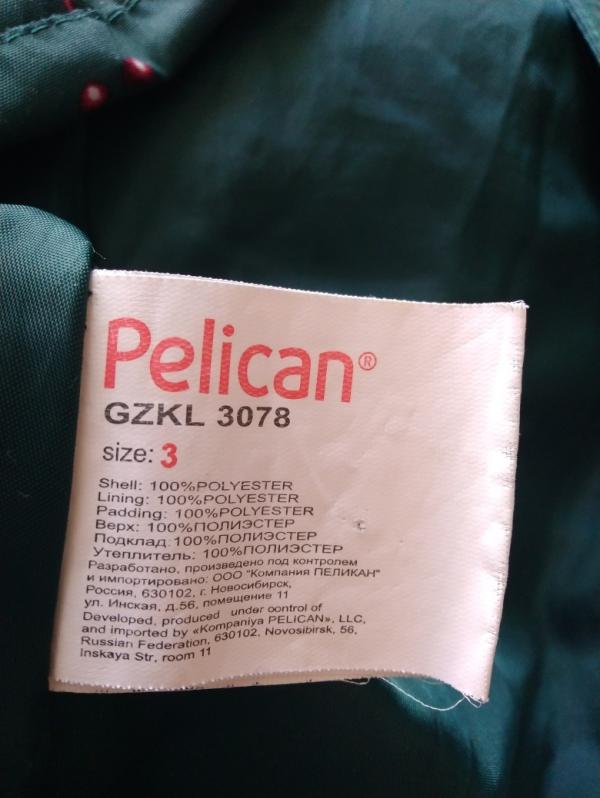 Pelican®
GZKL 3078
size: 3
Shell: 100%POLYESTER
Lining: 100%POLYESTER
Padding: 100%POLYESTER
Верх: 100%ПОЛИЭСТЕР
Подклад:100%ПОЛИЭСТЕР
Утеплитель: 100%ПОЛИЭСТЕР
Разработано, произведено под контролем
и импортировано: ООО "Компания ПЕЛИКАН"
Россия, 630102, г. Новосибирск,
ул. Инская, д.56, помещение 11
Developed, produced under oontrol of
and imported by «Kompaniya PELICAN», LLC,
Russian Federation, 630102, Novosibirsk, 56,
Inskaya Str, room 11